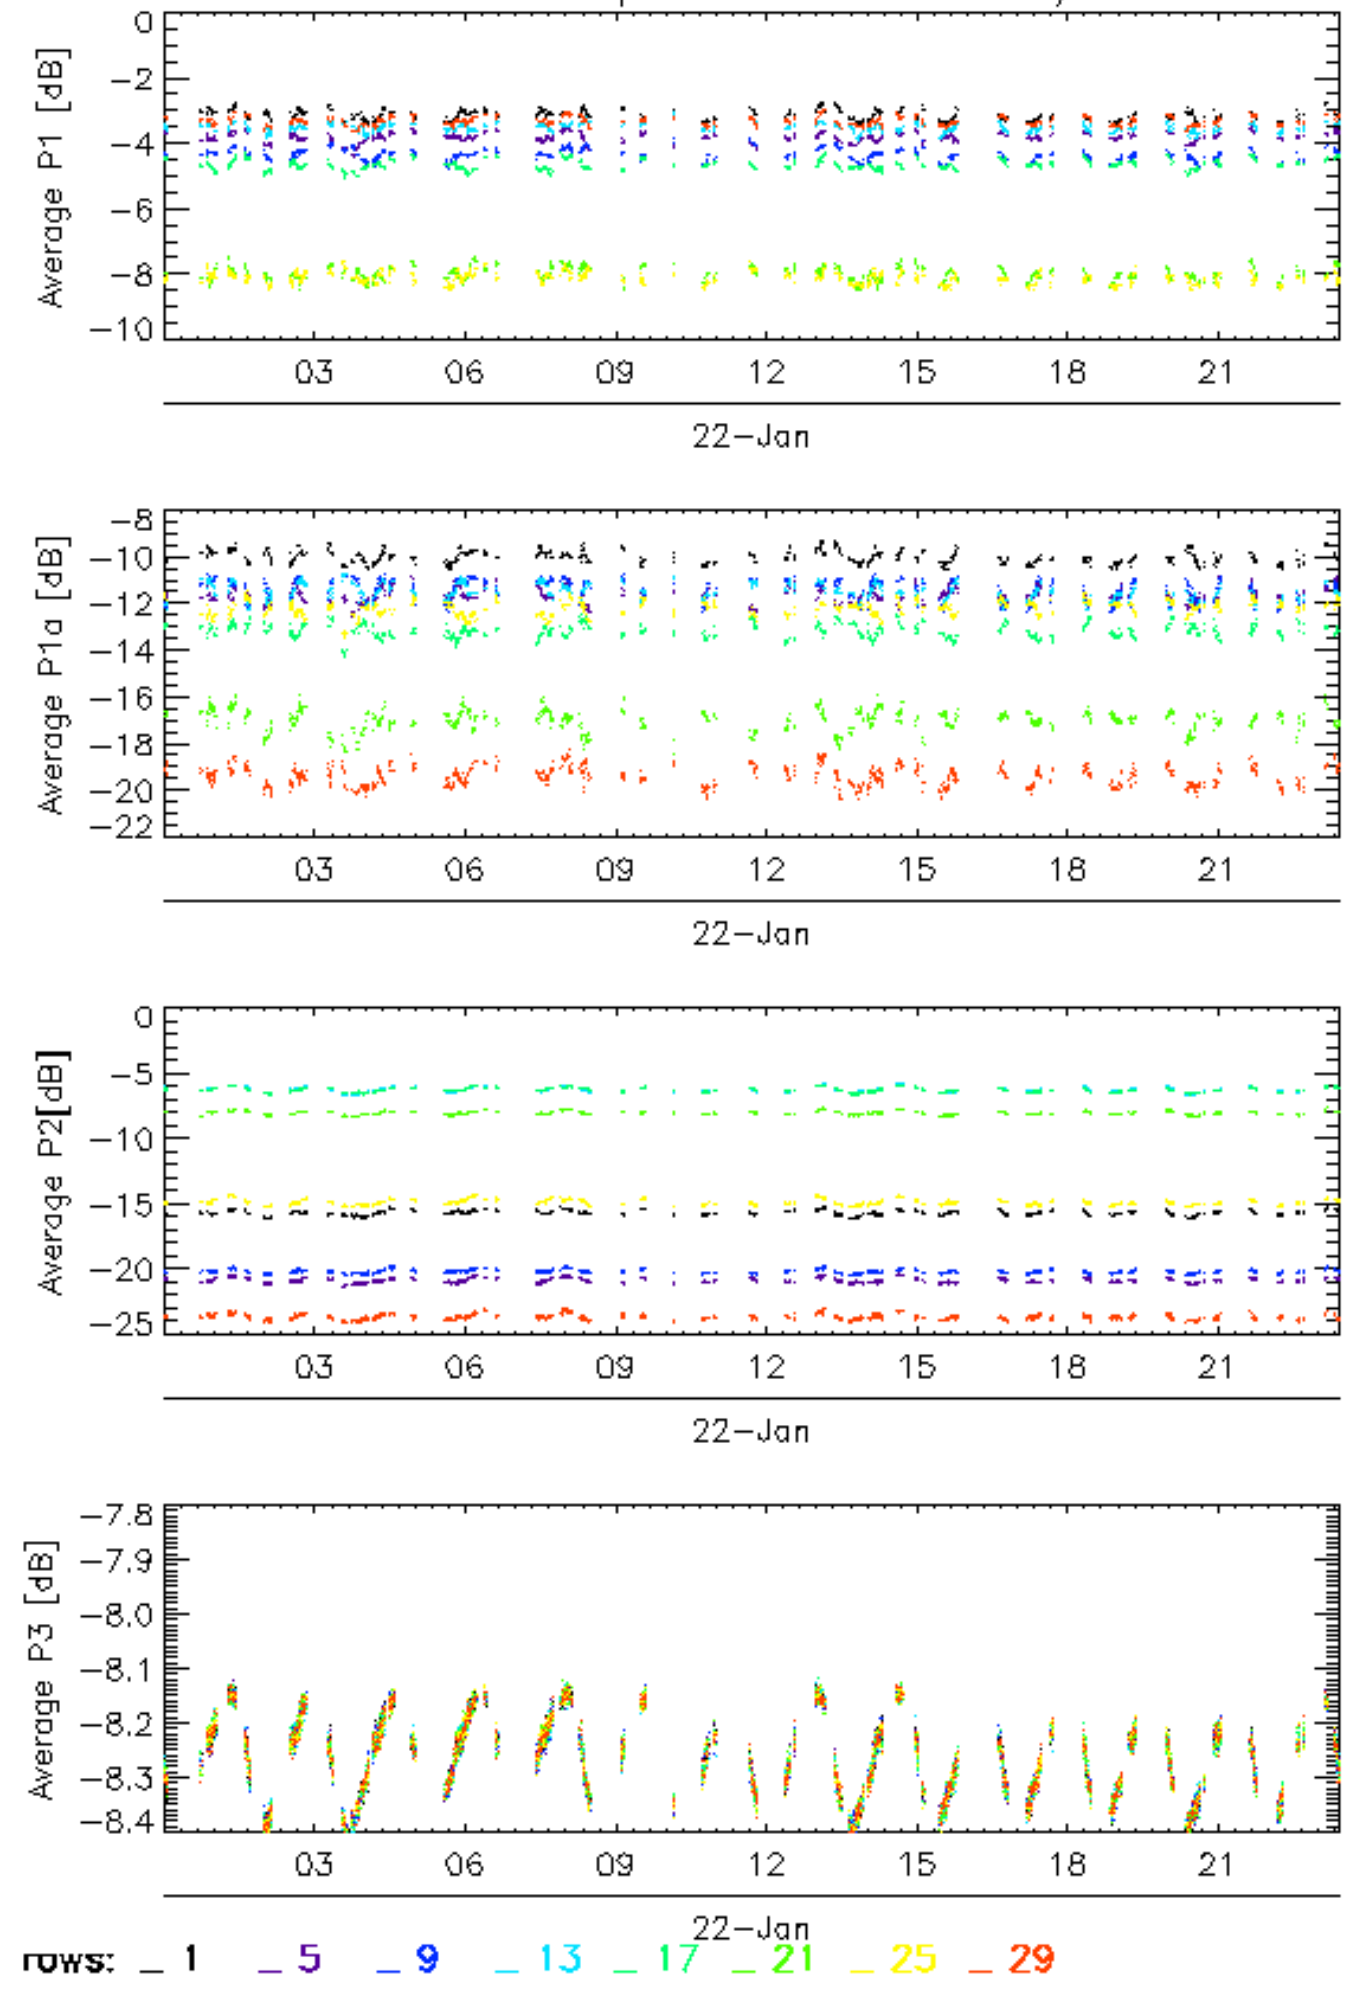 0
−2
−4
−6
−8
−10
Average P1 [dB]
03 06 09 12 15 18 21
22−Jan
−8
−10
−12
−14
−16
−18
−20
−22
Average P1a [dB]
03 06 09 12 15 18 21
22−Jan
0
−5
−10
−15
−20
−25
Average P2[dB]
03 06 09 12 15 18 21
22−Jan
−7.8
−7.9
−8.0
−8.1
−8.2
−8.3
−8.4
Average P3 [dB]
03 06 09 12 15 18 21
22−Jan
rows: _ 1 _ 5 _ 9 _ 13 _ 17 _ 21 _ 25 _ 29